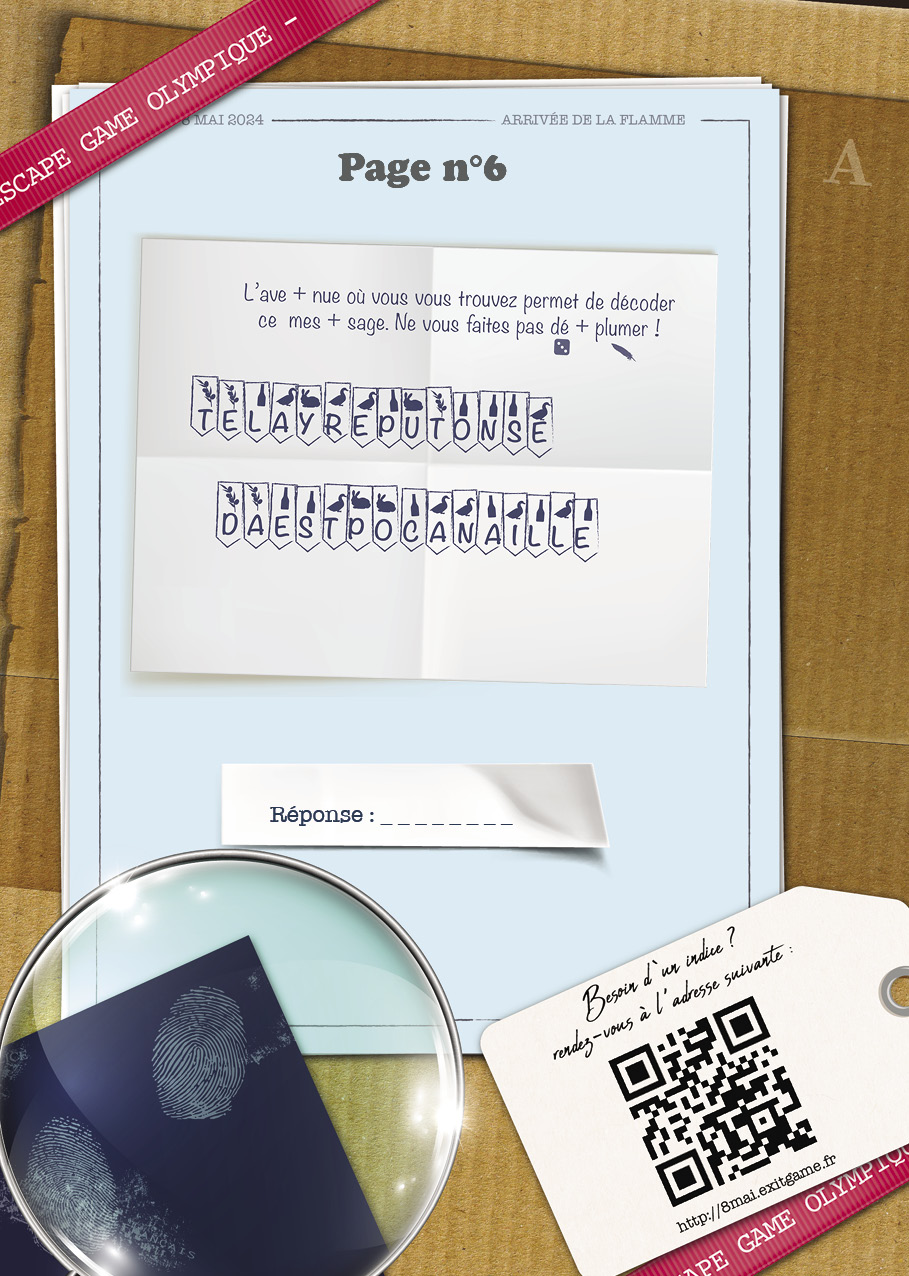 ESCAPE GAME OLYMPIQUE -
8 MAI 2024
ARRIVÉE DE LA FLAMME
Page n°6
A
L'ave + nue où vous vous trouvez permet de décoder
ce mes + sage. Ne vous faites pas dé + plumer !
TELAYREPUTONSE
DAESTPOCANAILLE
Réponse : _ _ _ _ _ _ _ _
Besoin d'un indice ?
rendez-vous à l'adresse suivante :
http://8mai.exitgame.fr
APE GAME OLYMPIQU